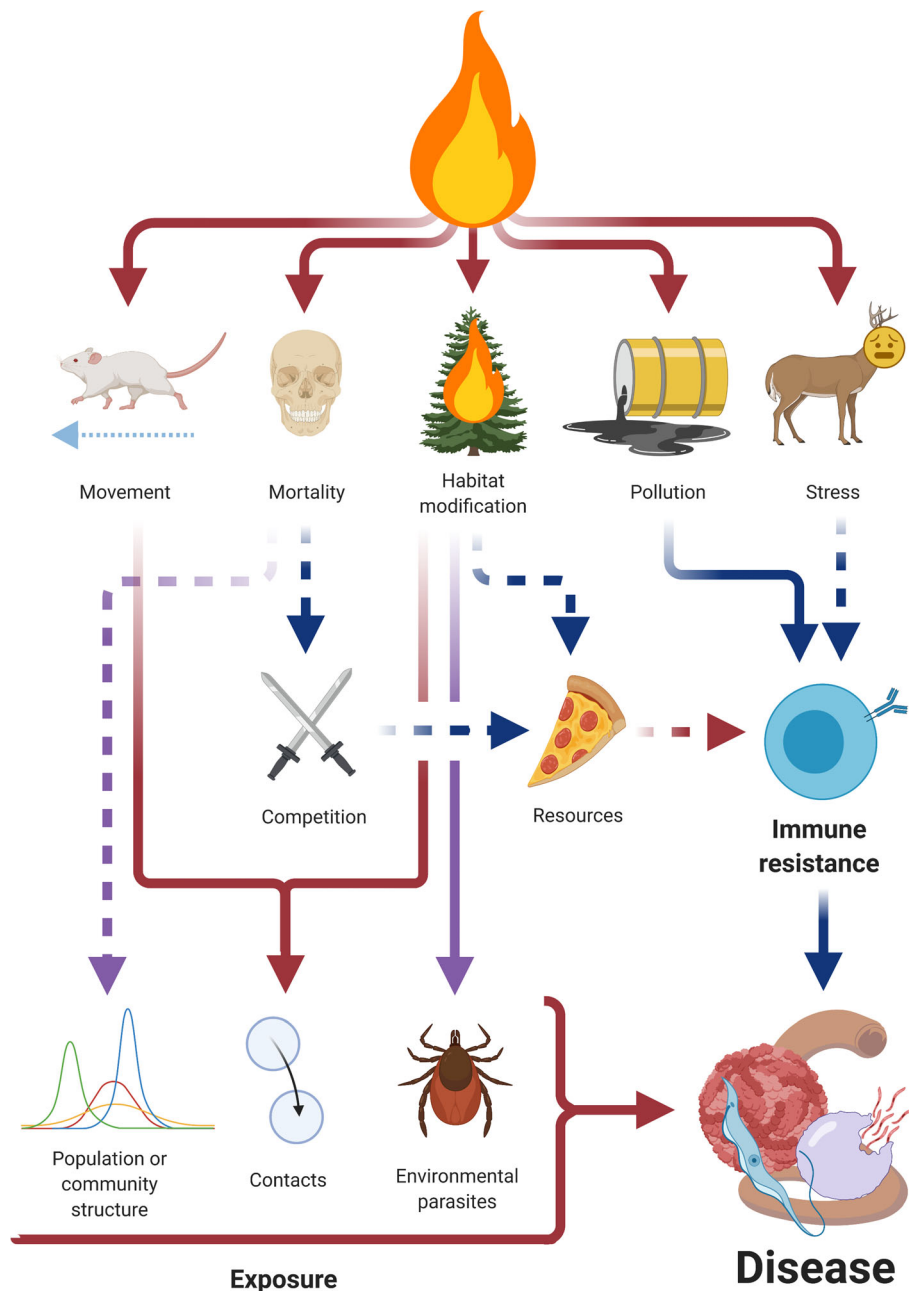 Movement
Mortality
Habitat
modification
Pollution
Stress
Competition
Resources
Immune
resistance
Population or
community
structure
Contacts
Environmental
parasites
Exposure
Disease